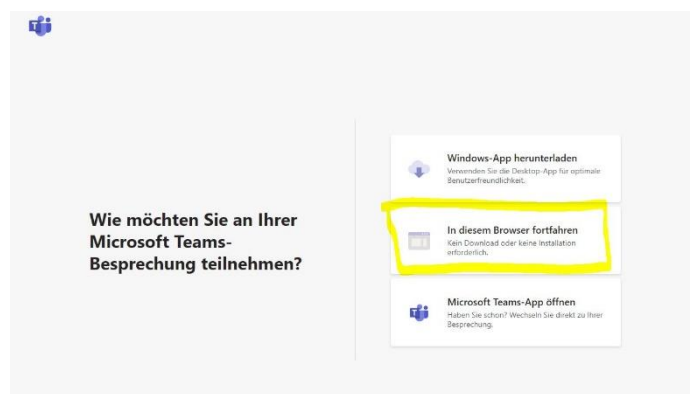 Wie möchten Sie an Ihrer
Microsoft Teams-
Besprechung teilnehmen?
Windows-App herunterladen
Verwenden Sie die Desktop-App für optimale
Benutzerfreundlichkeit.
In diesem Browser fortfahren
Kein Download oder keine Installation
erforderlich.
Microsoft Teams-App öffnen
Haben Sie schon? Wechseln Sie direkt zu Ihrer
Besprechung.